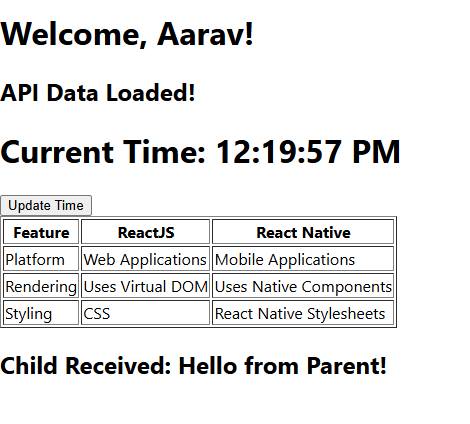 Welcome, Aarav!
API Data Loaded!
Current Time: 12:19:57 PM
Update Time
Feature ReactJS React Native
Platform Web Applications Mobile Applications
Rendering Uses Virtual DOM Uses Native Components
Styling CSS React Native Stylesheets
Child Received: Hello from Parent!